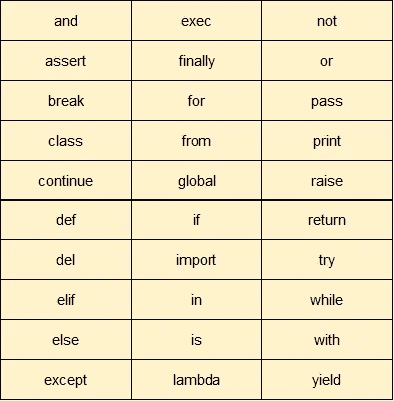 and exec not
assert finally or
break for pass
class from print
continue global raise
def if return
del import try
elif in while
else is with
except lambda yield